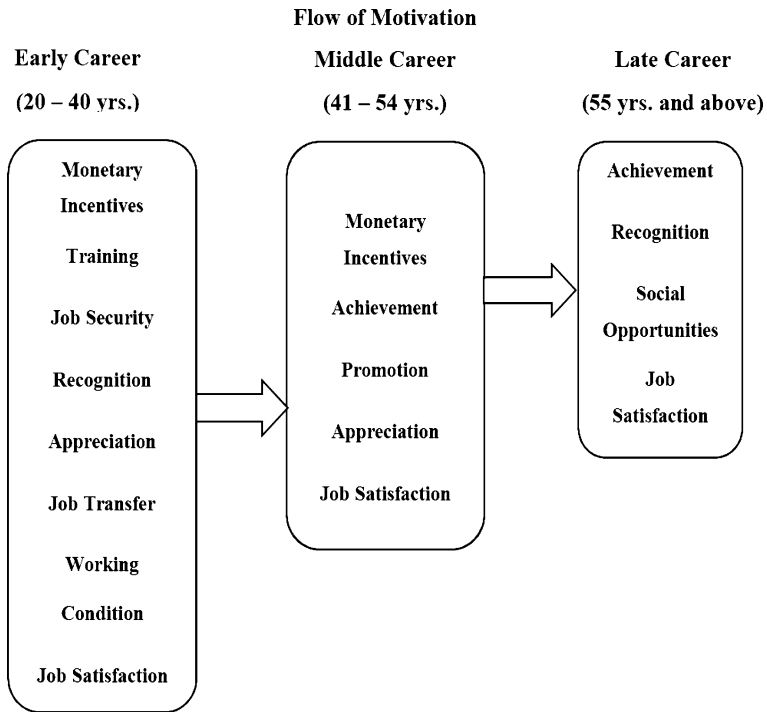 Flow of Motivation
Early Career
(20 – 40 yrs.)
Middle Career
(41 – 54 yrs.)
Late Career
(55 yrs. and above)
Monetary
Incentives
Training
Job Security
Recognition
Appreciation
Job Transfer
Working
Condition
Job Satisfaction
Monetary
Incentives
Achievement
Promotion
Appreciation
Job Satisfaction
Achievement
Recognition
Social
Opportunities
Job
Satisfaction